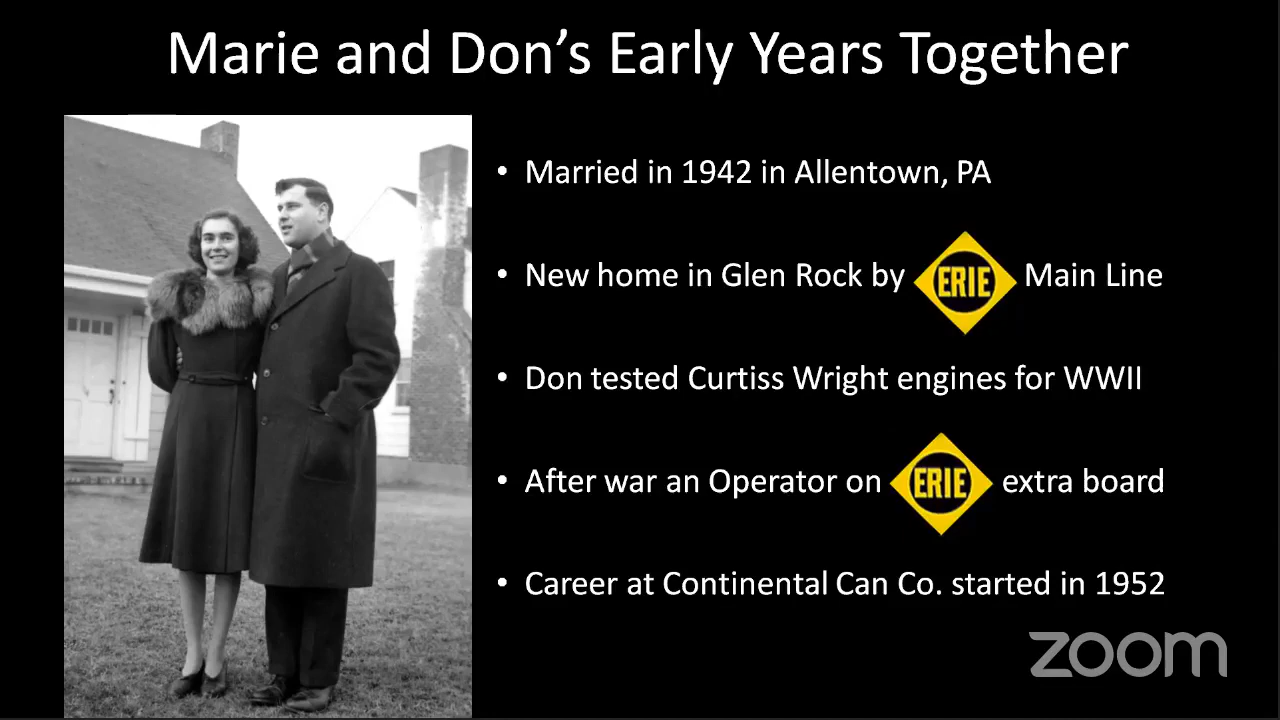 Marie and Don's Early Years Together
• Married in 1942 in Allentown, PA
• New home in Glen Rock by ERIE Main Line
• Don tested Curtiss Wright engines for WWII
• After war an Operator on ERIE extra board
• Career at Continental Can Co. started in 1952
zoom